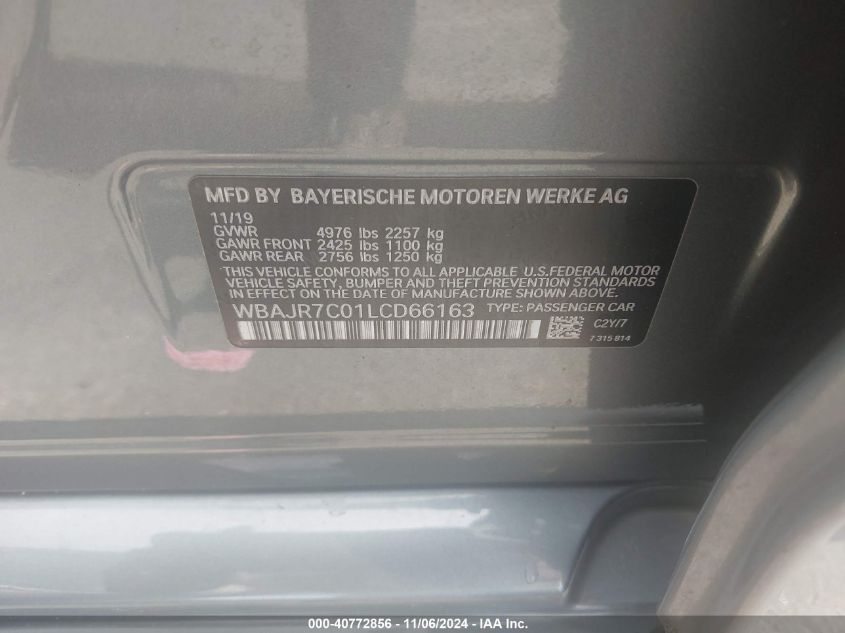 MFD BY BAYERISCHE MOTOREN WERKE AG
11/19
GVWR 4976 lbs 2257 kg
GAWR FRONT 2425 lbs 1100 kg
GAWR REAR 2756 lbs 1250 kg
THIS VEHICLE CONFORMS TO ALL APPLICABLE U.S.FEDERAL MOTOR
VEHICLE SAFETY, BUMPER AND THEFT PREVENTION STANDARDS
IN EFFECT ON THE DATE OF MANUFACTURE SHOWN ABOVE.
WBAJR7C01LCD66163 TYPE: PASSENGER CAR
C2Y/7
7 315 814
000-40772856 - 11/06/2024 - IAA Inc.